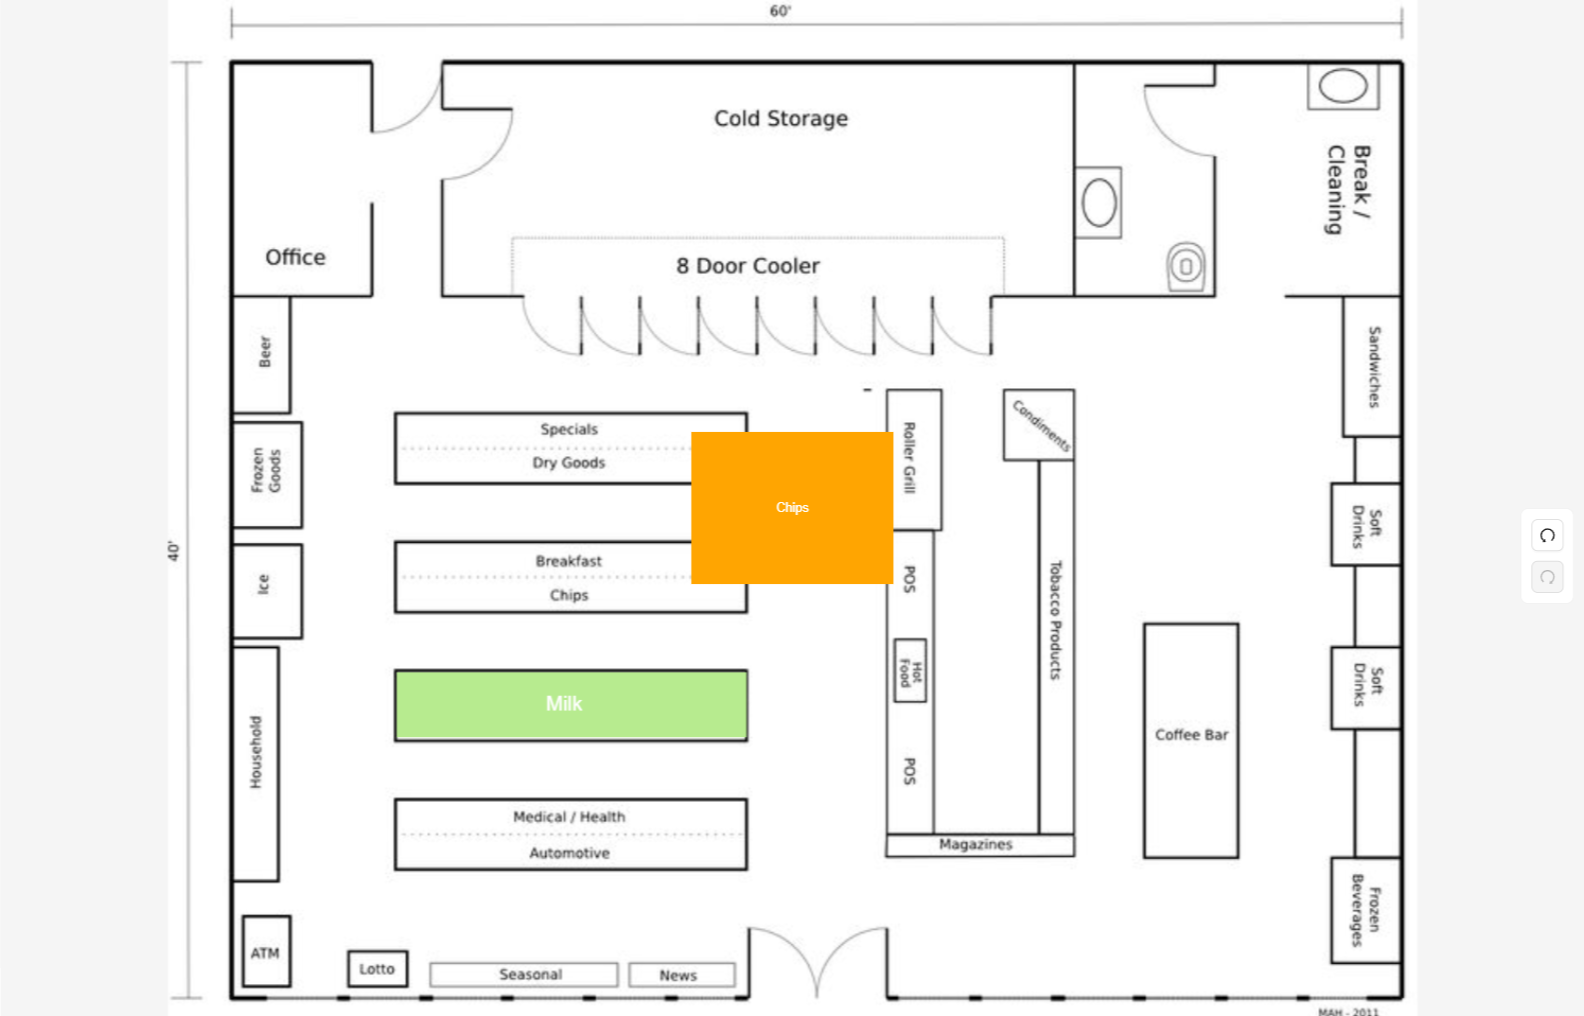 60'
40'
Cold Storage
Break /
Cleaning
Office
8 Door Cooler
Beer
Sandwiches
Condiments
Specials
Dry Goods
Roller Grill
Frozen
Goods
Chips
Soft
Drinks
Breakfast
Chips
POS
Ice
Tobacco Products
Hot
Food
Soft
Drinks
Milk
Coffee Bar
Household
POS
Medical / Health
Automotive
Magazines
Frozen
Beverages
ATM
Lotto
Seasonal
News
MAH - 2011